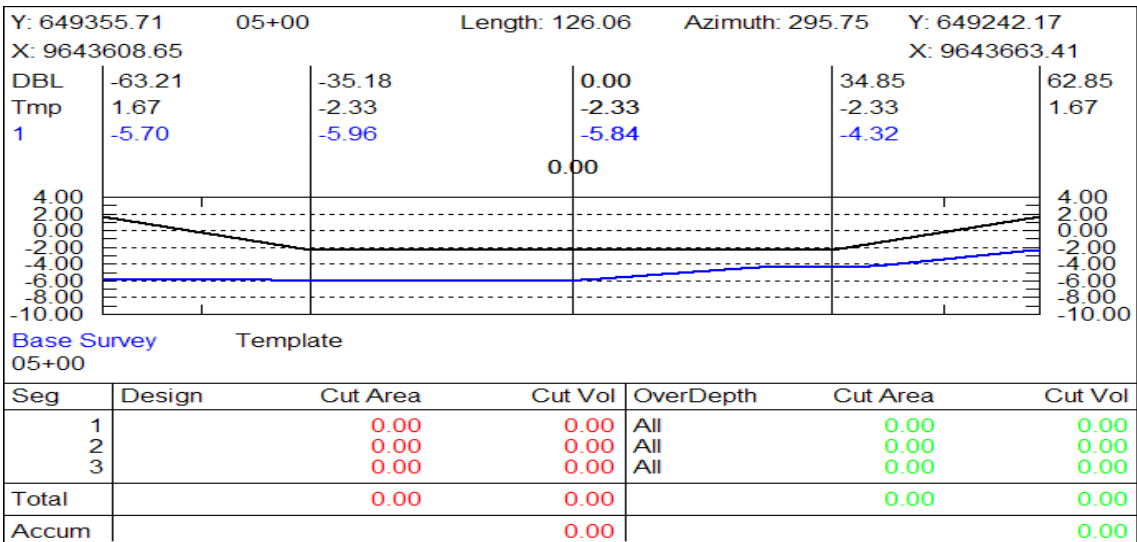 Y: 649355.71 05+00 Length: 126.06 Azimuth: 295.75 Y: 649242.17
X: 9643608.65 X: 9643663.41
DBL -63.21 -35.18 0.00 34.85 62.85
Tmp 1.67 -2.33 -2.33 -2.33 1.67
1 -5.70 -5.96 -5.84 -4.32
0.00
4.00 4.00
2.00 2.00
0.00 0.00
-2.00 -2.00
-4.00 -4.00
-6.00 -6.00
-8.00 -8.00
-10.00 -10.00
Base Survey Template
05+00
Seg Design Cut Area Cut Vol OverDepth Cut Area Cut Vol
1 0.00 0.00 All 0.00 0.00
2 0.00 0.00 All 0.00 0.00
3 0.00 0.00 All 0.00 0.00
Total 0.00 0.00 0.00 0.00
Accum 0.00 0.00